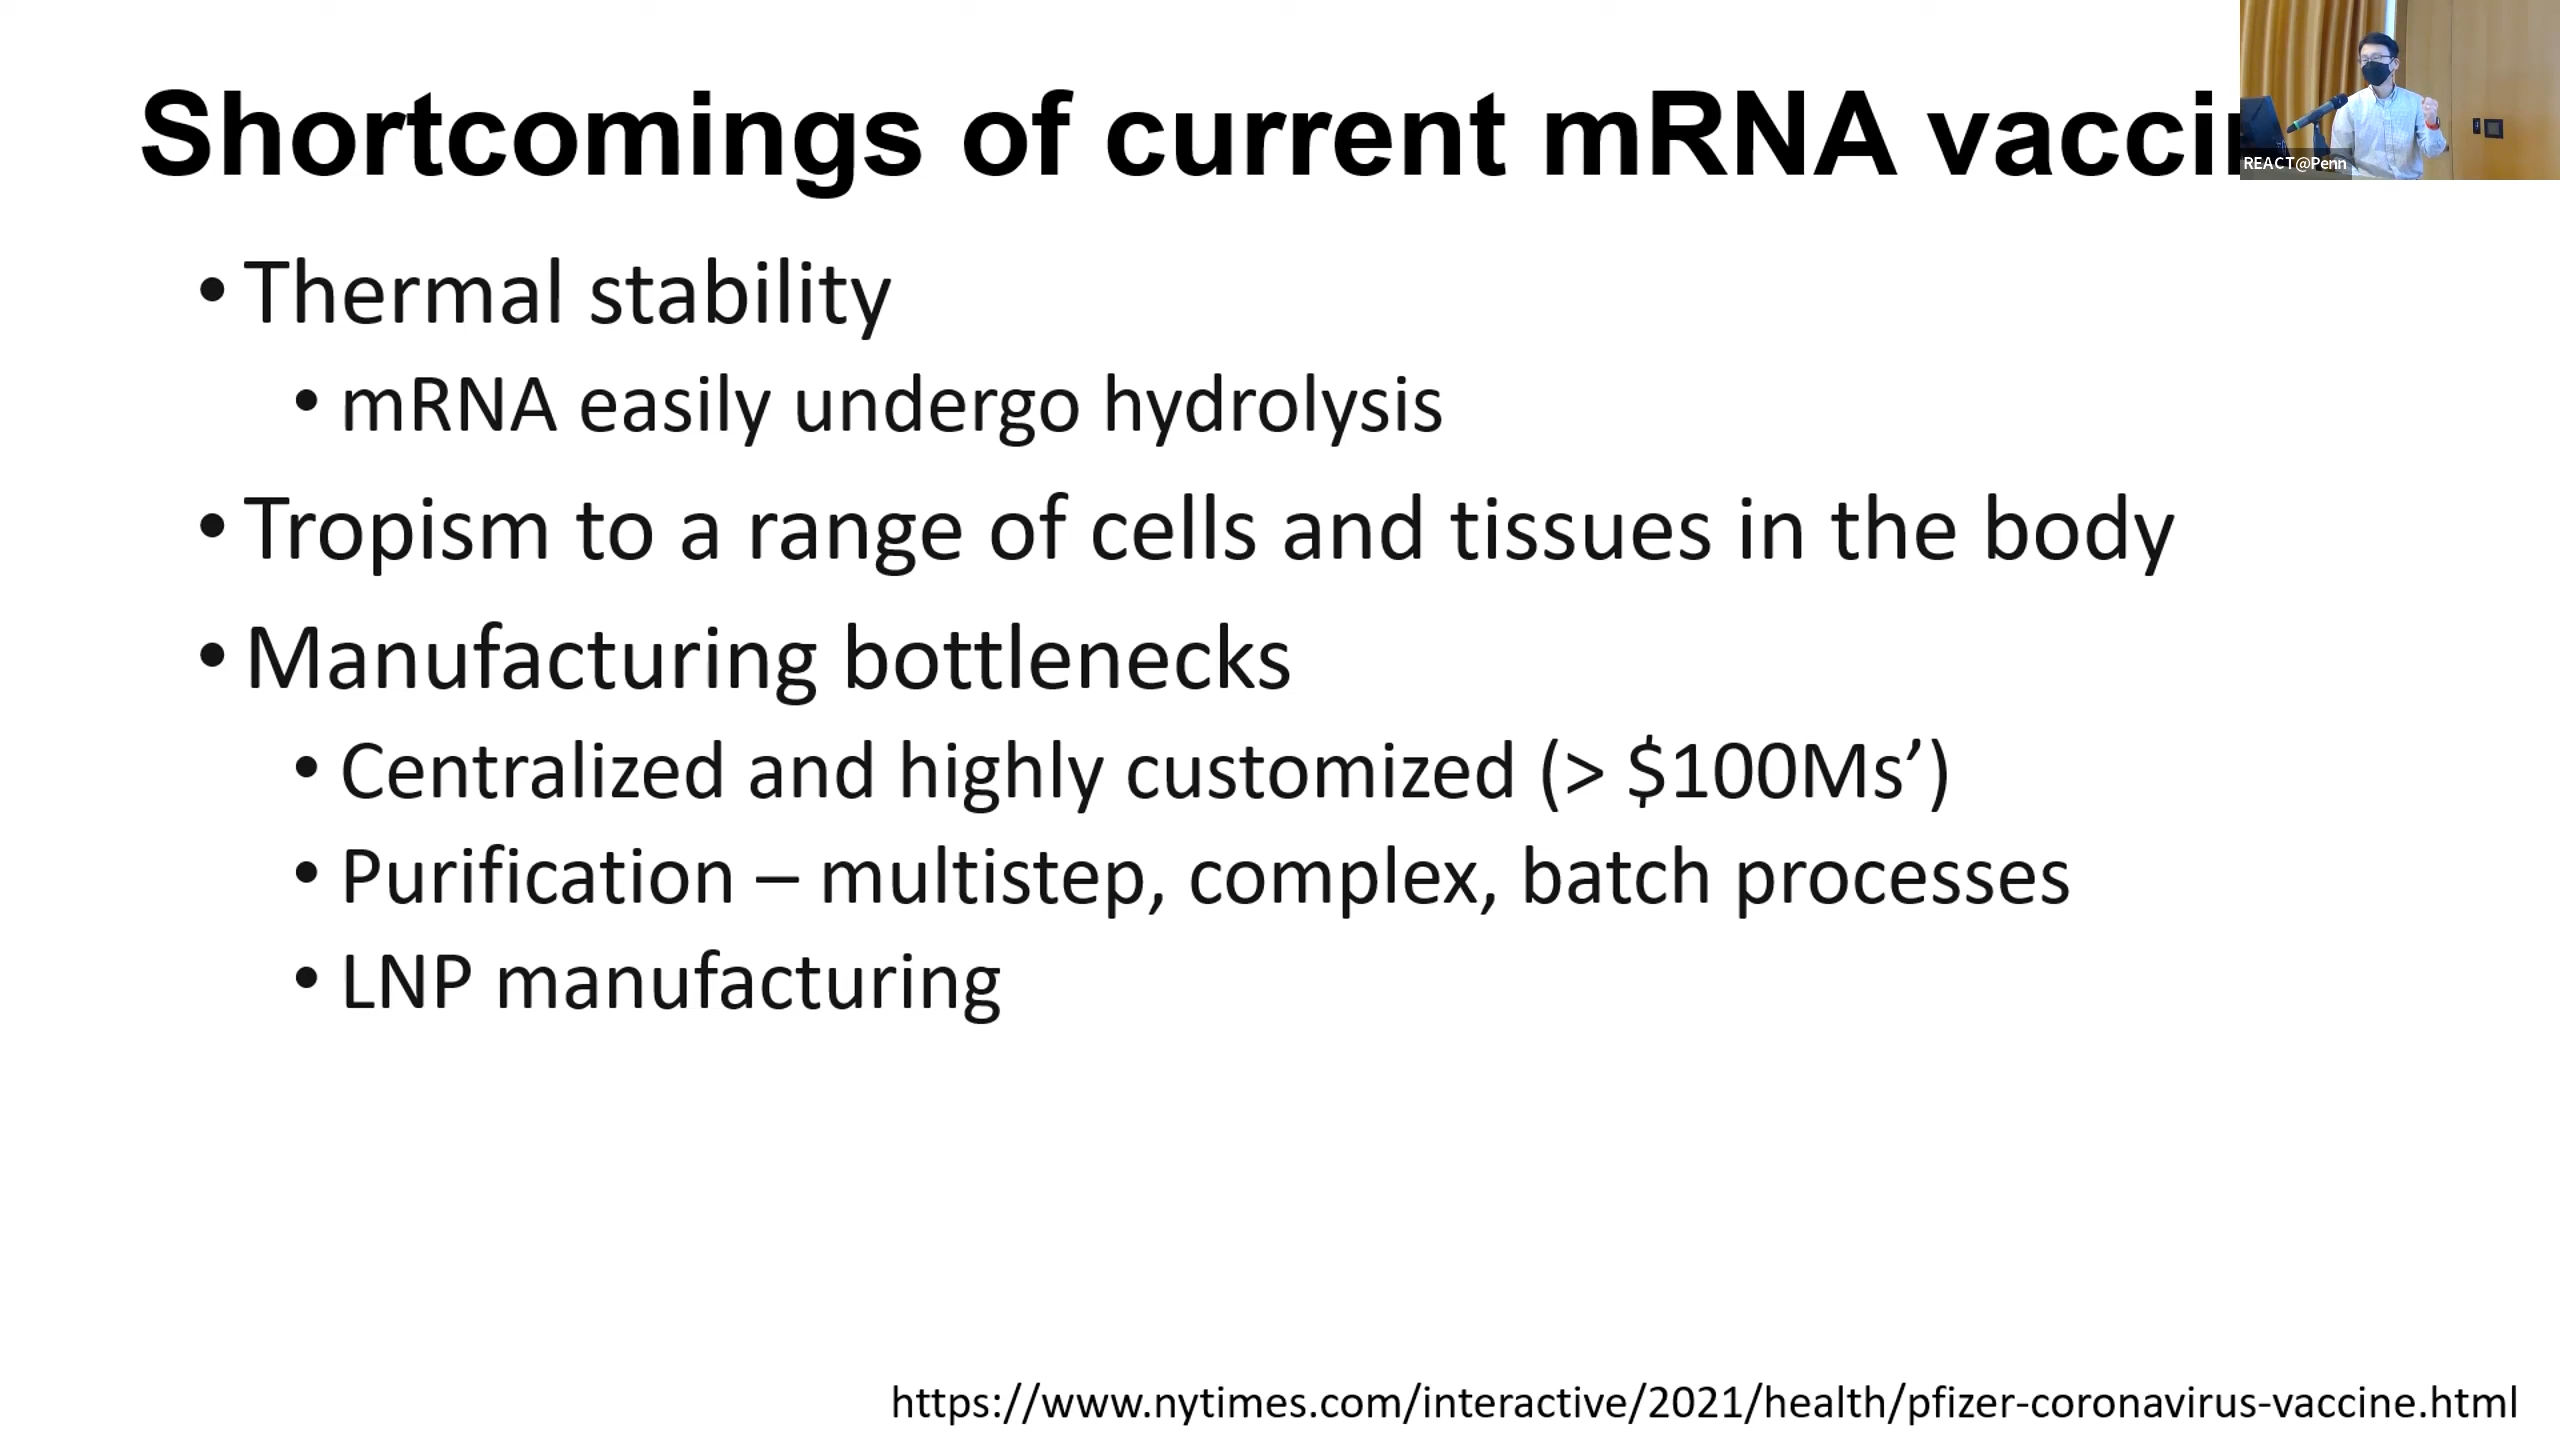 Shortcomings of current mRNA vacci
REACT@Penn
• Thermal stability
• mRNA easily undergo hydrolysis
• Tropism to a range of cells and tissues in the body
• Manufacturing bottlenecks
• Centralized and highly customized (> $100Ms’)
• Purification – multistep, complex, batch processes
• LNP manufacturing
https://www.nytimes.com/interactive/2021/health/pfizer-coronavirus-vaccine.html